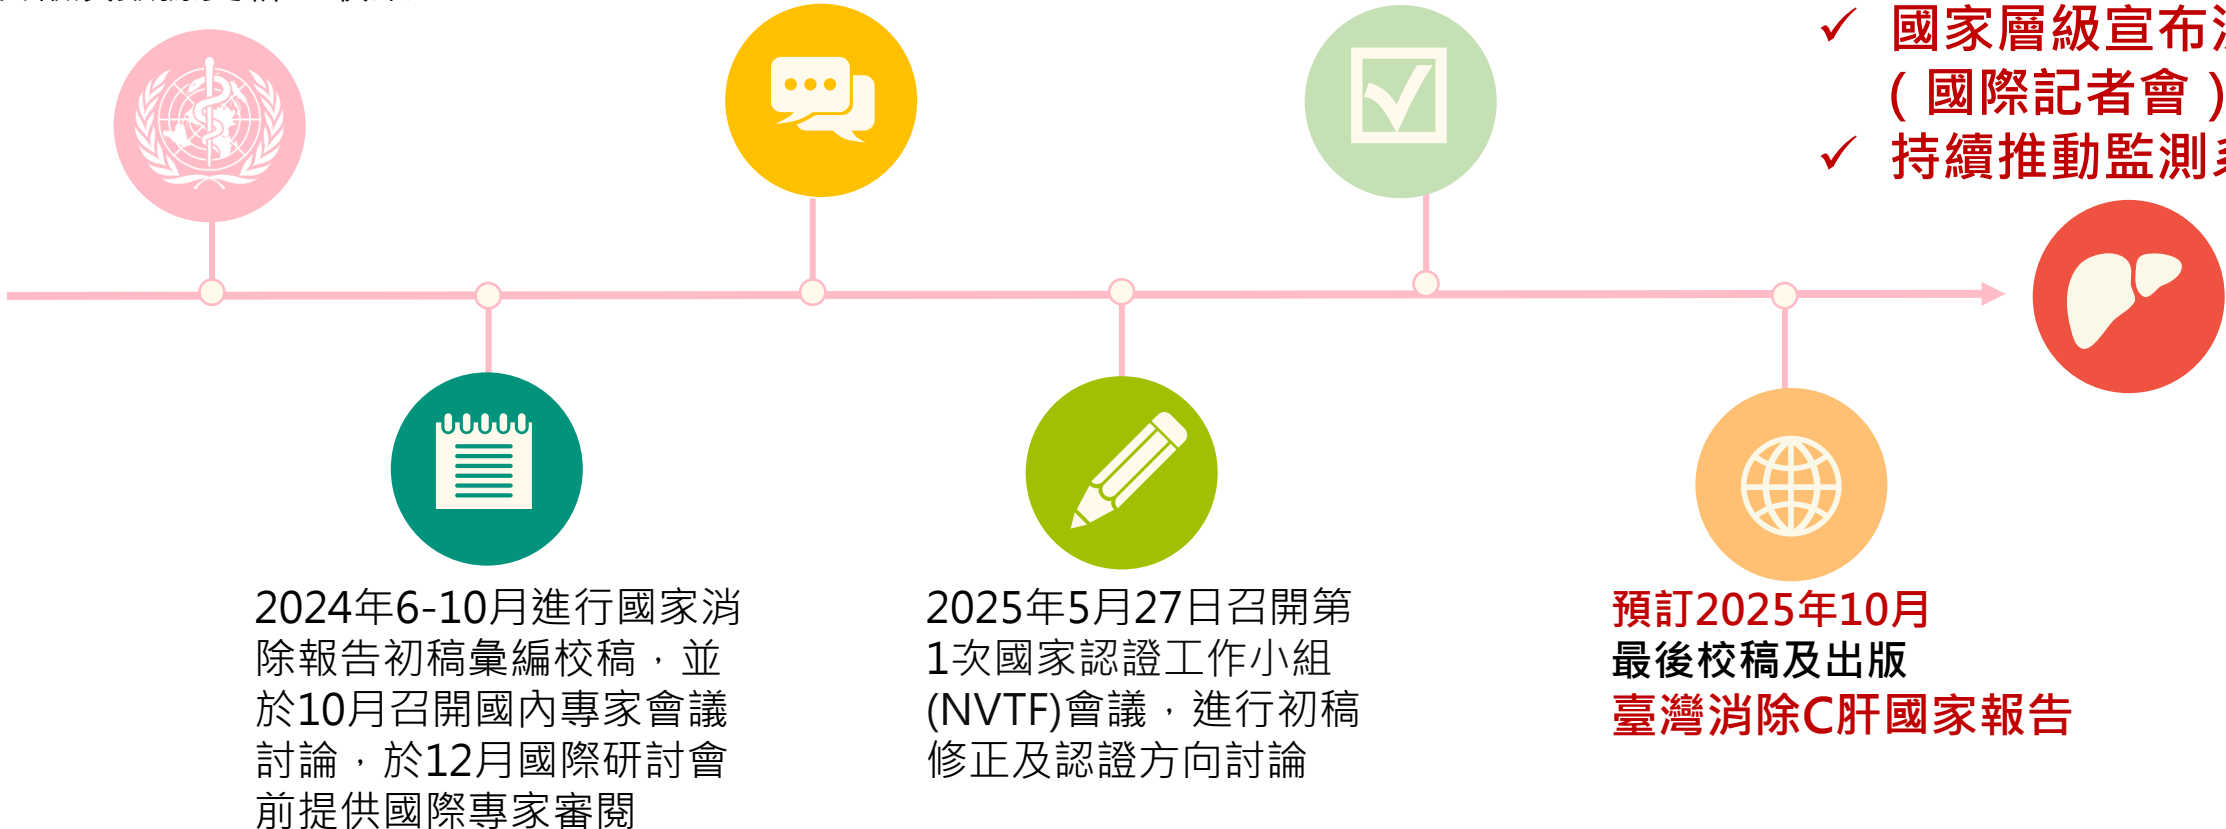 ✓ 國家層級宣布
(國際記者會)
✓ 持續推動監測
2024年6-10月進行國家消
除報告初稿彙編校稿，並
於10月召開國內專家會議
討論，於12月國際研討會
前提供國際專家審閱
2025年5月27日召開第
1次國家認證工作小組
(NVTF)會議，進行初稿
修正及認證方向討論
預訂2025年10月
最後校稿及出版
臺灣消除C肝國家報告